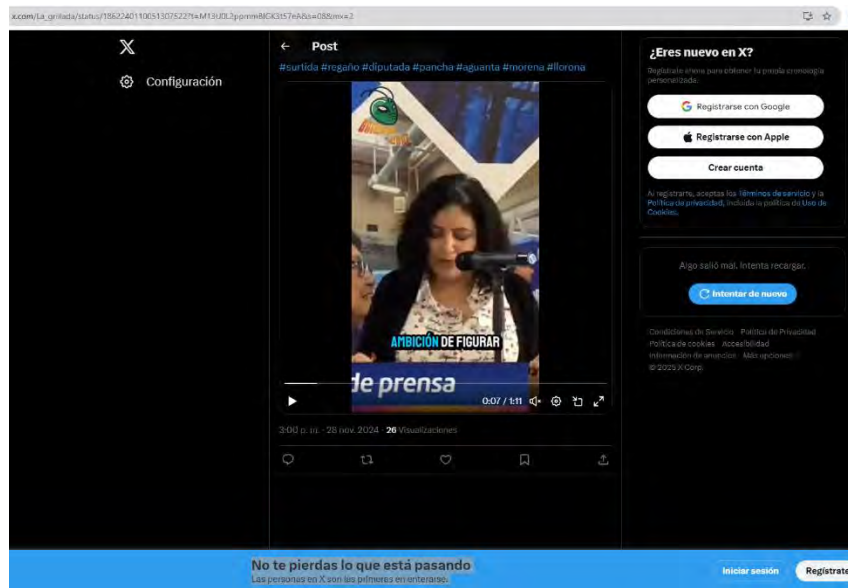 Post
#surtida #regaño #diputada #pancha #aguanta #morena #llorona
Configuración
AMBICIÓN DE FIGURAR
de prensa
0:07 / 1:11
3:00 p. m. · 28 nov. 2024 · 26 Visualizaciones
¿Eres nuevo en X?
Regístrate ahora para obtener tu propia cronología
personalizada.
Registrarse con Google
Registrarse con Apple
Crear cuenta
Al registrarte, aceptas los Términos de servicio y la
Política de privacidad, incluida la política de Uso de
Cookies.
Algo salió mal. Intenta recargar.
Intentar de nuevo
Condiciones de Servicio Política de Privacidad
Política de cookies Accesibilidad
Información de anuncios Más opciones
© 2025 X Corp.
No te pierdas lo que está pasando
Las personas en X son las primeras en enterarse.
Iniciar sesión
Regístrate